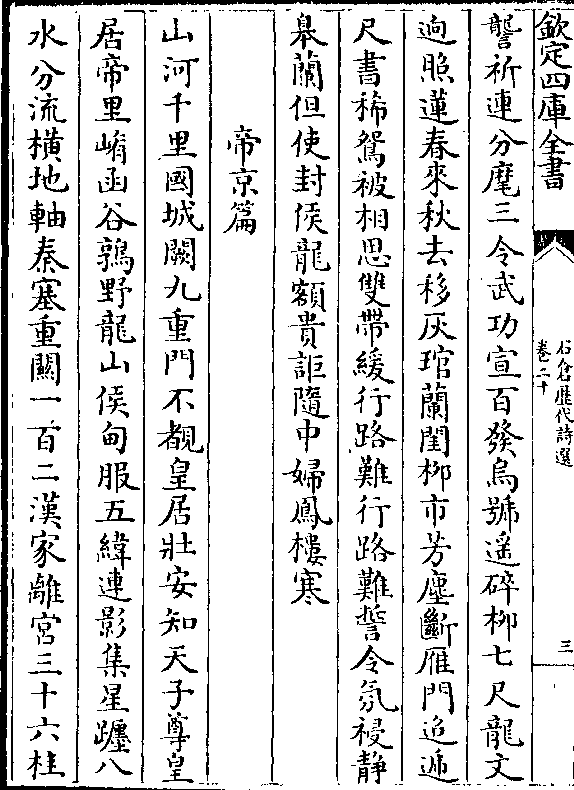 欽定四庫全書
石倉歷代詩選
卷二十
三
讋祈連分麾三令武功宣百發烏號遥碎柳七尺龍文
逈照蓮春來秋去移灰琯蘭閨柳市芳塵斷雁門迢遞
尺書稀鴛被相思雙帶緩行路難行路難誓令氛祲静
皋蘭但使封侯龍額貴詎隨中婦鳳樓寒
帝京篇
山河千里國城闕九重門不覩皇居壯安知天子尊皇
居帝里崤函谷鶉野龍山侯甸服五緯連影集星躔八
水分流橫地軸秦塞重關一百二漢家離宮三十六桂